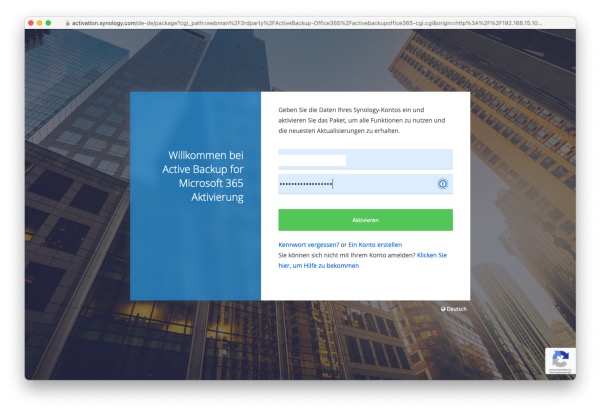 activation.synology.com/de-de/package?cgi_path=webman%2F3rdparty%2FActiveBackup-Office365%2Factivebackupoffice365-cgi.cgi&origin=http%3A%2F%2F192.168.15.10...
Willkommen bei
Active Backup for
Microsoft 365
Aktivierung
Geben Sie die Daten Ihres Synology-Kontos ein und
aktivieren Sie das Paket, um alle Funktionen zu nutzen und
die neuesten Aktualisierungen zu erhalten.
Aktivieren
Kennwort vergessen? or Ein Konto erstellen
Sie können sich nicht mit Ihrem Konto amelden? Klicken Sie
hier, um Hilfe zu bekommen
Deutsch